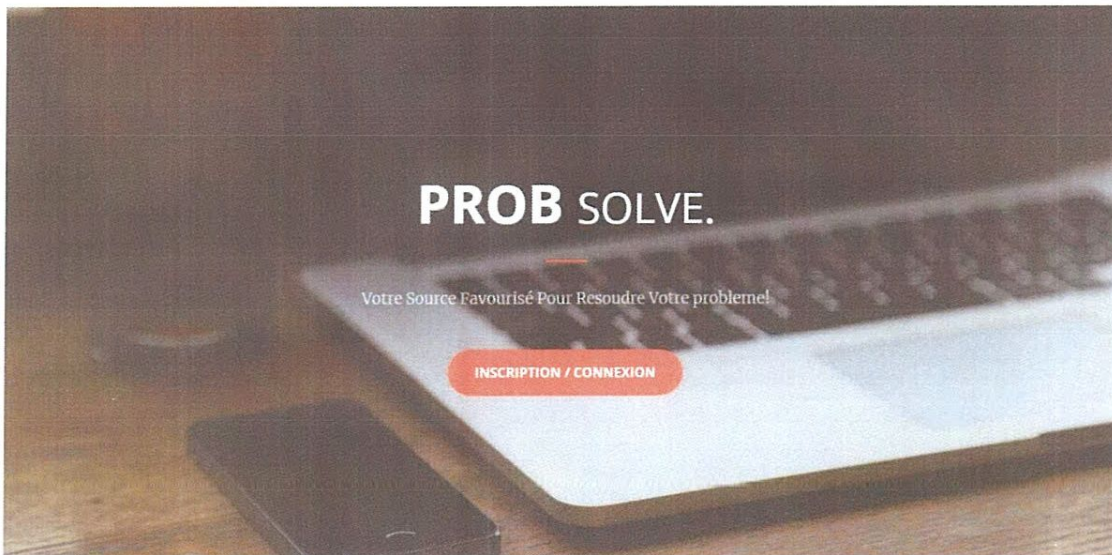 PROB SOLVE.
Votre Source Favourisé Pour Resoudre Votre probleme!
INSCRIPTION / CONNEXION